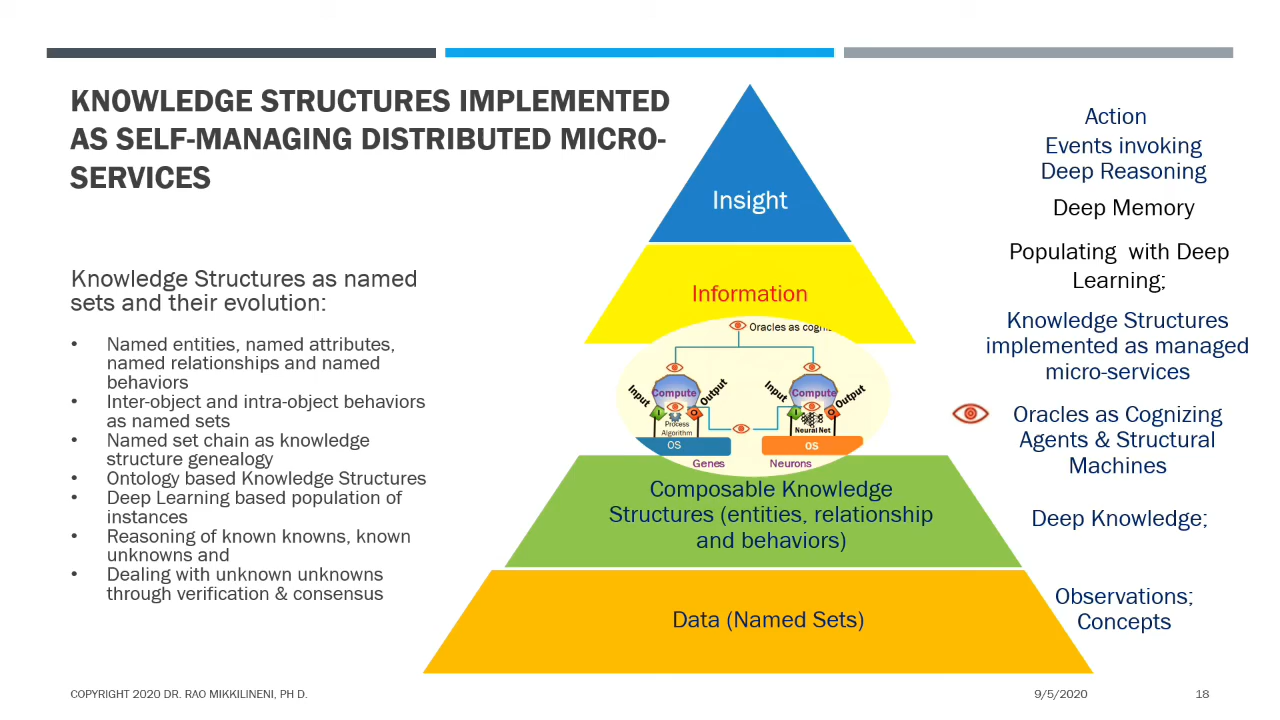 KNOWLEDGE STRUCTURES IMPLEMENTED
AS SELF-MANAGING DISTRIBUTED MICRO-
SERVICES
Knowledge Structures as named
sets and their evolution:
• Named entities, named attributes,
named relationships and named
behaviors
• Inter-object and intra-object behaviors
as named sets
• Named set chain as knowledge
structure genealogy
• Ontology based Knowledge Structures
• Deep Learning based population of
instances
• Reasoning of known knowns, known
unknowns and
• Dealing with unknown unknowns
through verification & consensus
Insight
Information
Oracles as
Input
Compute
Output
I
O
Process
Algorithm
OS
Genes
Input
Compute
Output
I
O
Neural Net
OS
Neurons
Composable Knowledge
Structures (entities, relationship
and behaviors)
Data (Named Sets)
Action
Events invoking
Deep Reasoning
Deep Memory
Populating with Deep
Learning;
Knowledge Structures
implemented as managed
micro-services
Oracles as Cognizing
Agents & Structural
Machines
Deep Knowledge;
Observations;
Concepts
COPYRIGHT 2020 DR. RAO MIKKILINENI, PH D.
9/5/2020
18